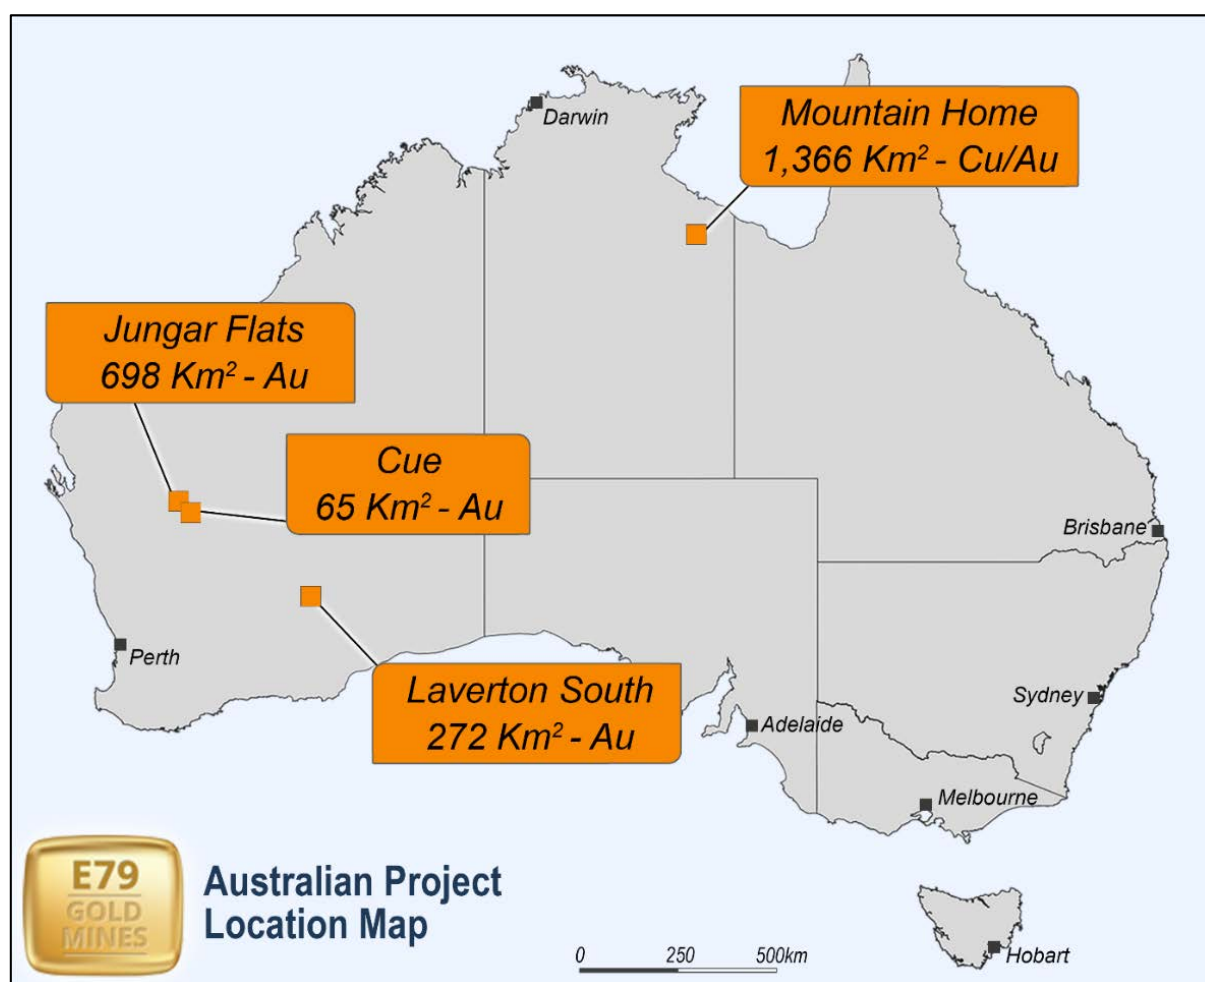 Darwin
Mountain Home
1,366 Km² - Cu/Au
Jungar Flats
698 Km² - Au
Cue
65 Km² - Au
Brisbane
Perth
Laverton South
272 Km² - Au
Sydney
Adelaide
Melbourne
E79
GOLD
MINES
Australian Project
Location Map
0 250 500km
Hobart